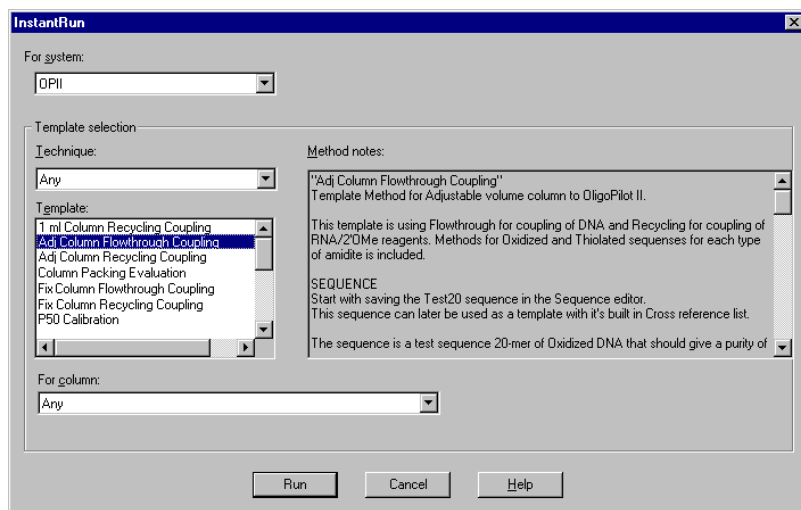 InstantRun
For system:
OPII
Template selection
Technique:
Any
Template:
1 ml Column Recycling Coupling
Adj Column Flowthrough Coupling
Adj Column Recycling Coupling
Column Packing Evaluation
Fix Column Flowthrough Coupling
Fix Column Recycling Coupling
P50 Calibration
Method notes:
"Adj Column Flowthrough Coupling"
Template Method for Adjustable volume column to OligoPilot II.
This template is using Flowthrough for coupling of DNA and Recycling for coupling of
RNA/2'OMe reagents. Methods for Oxidized and Thiolated sequences for each type
of amidite is included.
SEQUENCE
Start with saving the Test20 sequence in the Sequence editor.
This sequence can later be used as a template with it's built in Cross reference list.
The sequence is a test sequence 20-mer of Oxidized DNA that should give a purity of
For column:
Any
Run
Cancel
Help